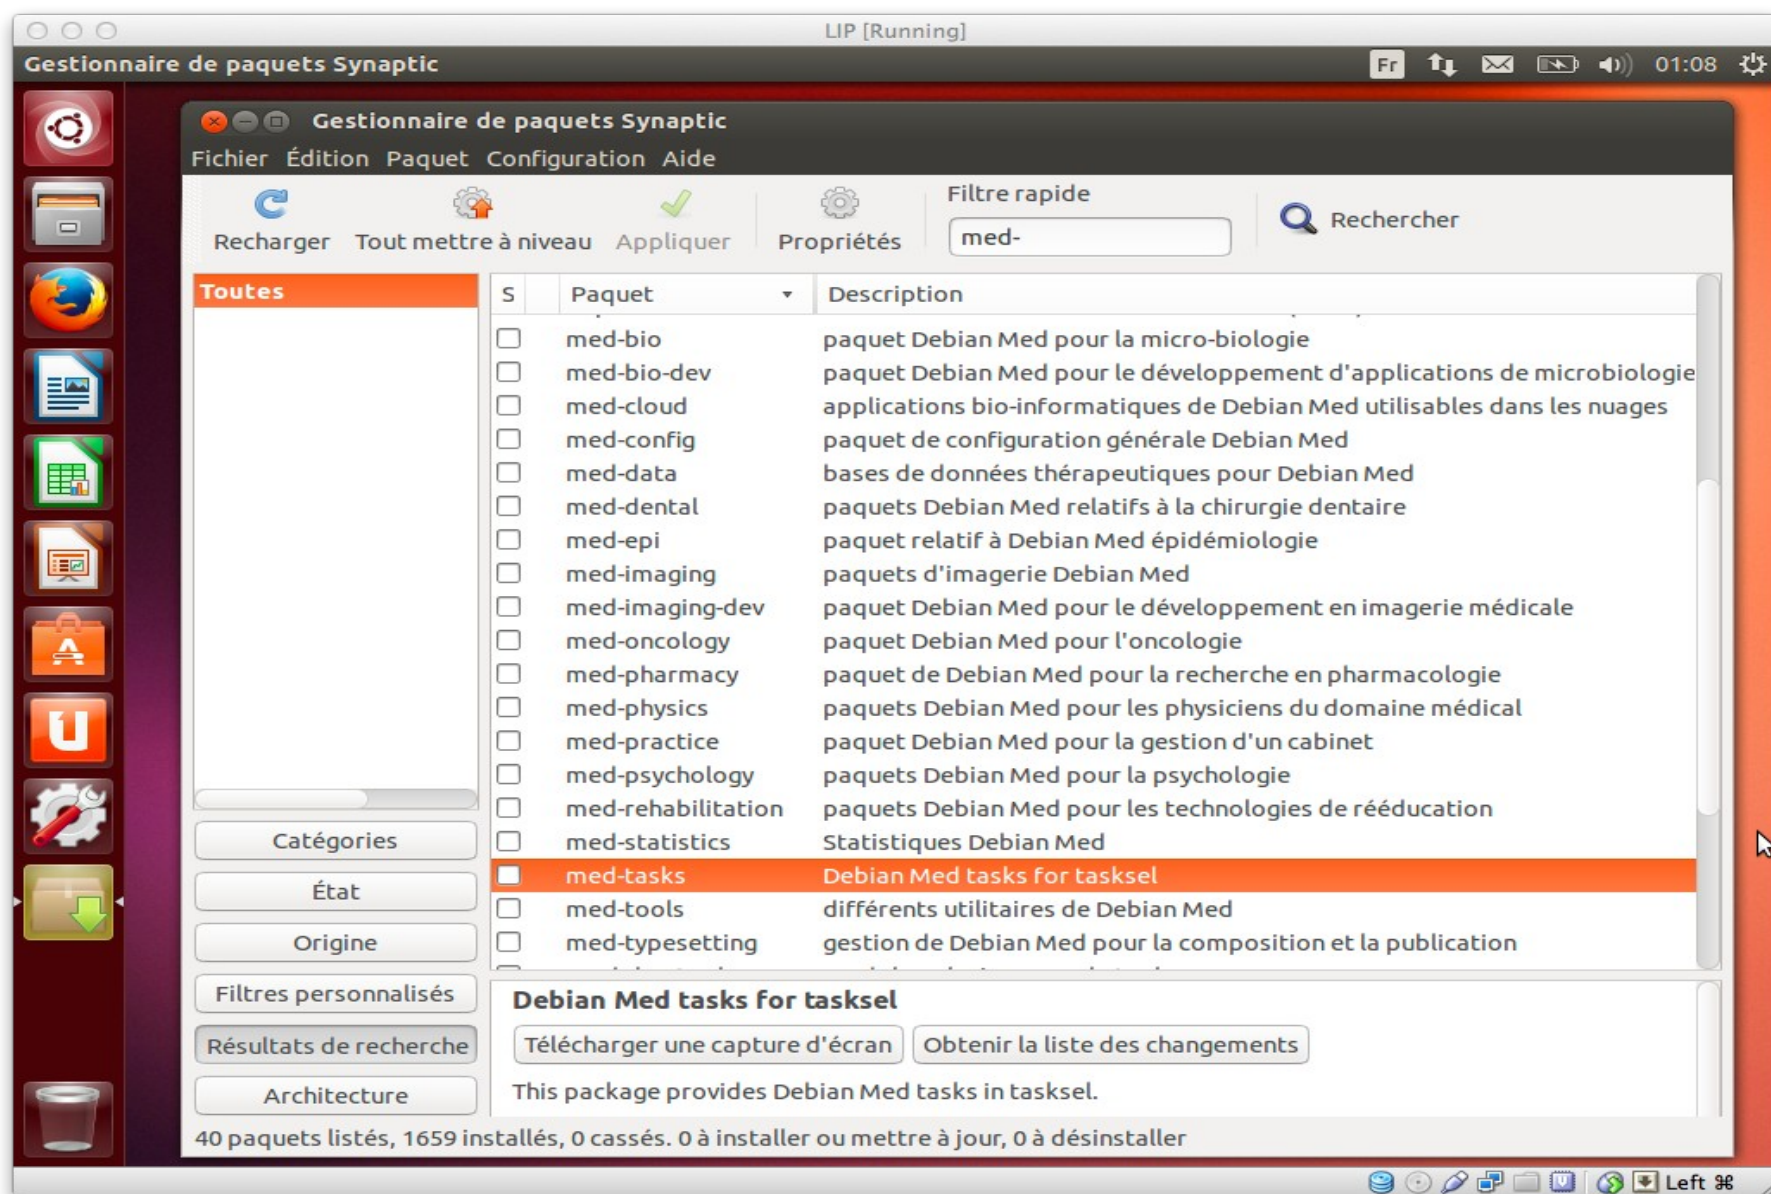 LIP [Running]
Gestionnaire de paquets Synaptic
Fr 01:08
Gestionnaire de paquets Synaptic
Fichier Édition Paquet Configuration Aide
Recharger Tout mettre à niveau Appliquer Propriétés
Filtre rapide
med-
Rechercher
Toutes
S Paquet Description
med-bio paquet Debian Med pour la micro-biologie
med-bio-dev paquet Debian Med pour le développement d'applications de microbiologie
med-cloud applications bio-informatiques de Debian Med utilisables dans les nuages
med-config paquet de configuration générale Debian Med
med-data bases de données thérapeutiques pour Debian Med
med-dental paquets Debian Med relatifs à la chirurgie dentaire
med-epi paquet relatif à Debian Med épidémiologie
med-imaging paquets d'imagerie Debian Med
med-imaging-dev paquet Debian Med pour le développement en imagerie médicale
med-oncology paquet Debian Med pour l'oncologie
med-pharmacy paquet de Debian Med pour la recherche en pharmacologie
med-physics paquets Debian Med pour les physiciens du domaine médical
med-practice paquet Debian Med pour la gestion d'un cabinet
med-psychology paquets Debian Med pour la psychologie
med-rehabilitation paquets Debian Med pour les technologies de rééducation
med-statistics Statistiques Debian Med
med-tasks Debian Med tasks for tasksel
med-tools différents utilitaires de Debian Med
med-typesetting gestion de Debian Med pour la composition et la publication
Catégories
État
Origine
Filtres personnalisés
Résultats de recherche
Architecture
Debian Med tasks for tasksel
Télécharger une capture d'écran Obtenir la liste des changements
This package provides Debian Med tasks in tasksel.
40 paquets listés, 1659 installés, 0 cassés. 0 à installer ou mettre à jour, 0 à désinstaller
Left ⌘